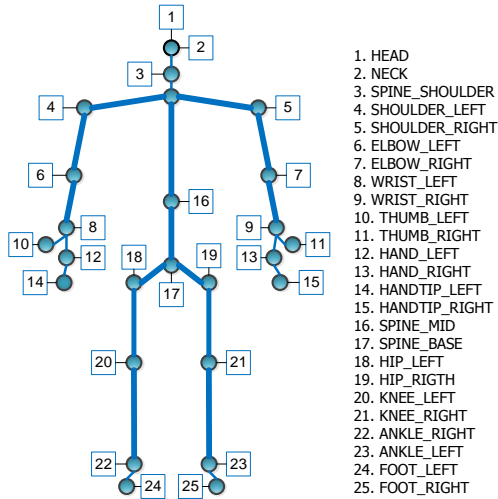 1
2
3
4
5
6
7
8
9
10
11
12
13
14
15
16
17
18
19
20
21
22
23
24
25
1. HEAD
2. NECK
3. SPINE_SHOULDER
4. SHOULDER_LEFT
5. SHOULDER_RIGHT
6. ELBOW_LEFT
7. ELBOW_RIGHT
8. WRIST_LEFT
9. WRIST_RIGHT
10. THUMB_LEFT
11. THUMB_RIGHT
12. HAND_LEFT
13. HAND_RIGHT
14. HANDTIP_LEFT
15. HANDTIP_RIGHT
16. SPINE_MID
17. SPINE_BASE
18. HIP_LEFT
19. HIP_RIGTH
20. KNEE_LEFT
21. KNEE_RIGHT
22. ANKLE_RIGHT
23. ANKLE_LEFT
24. FOOT_LEFT
25. FOOT_RIGHT